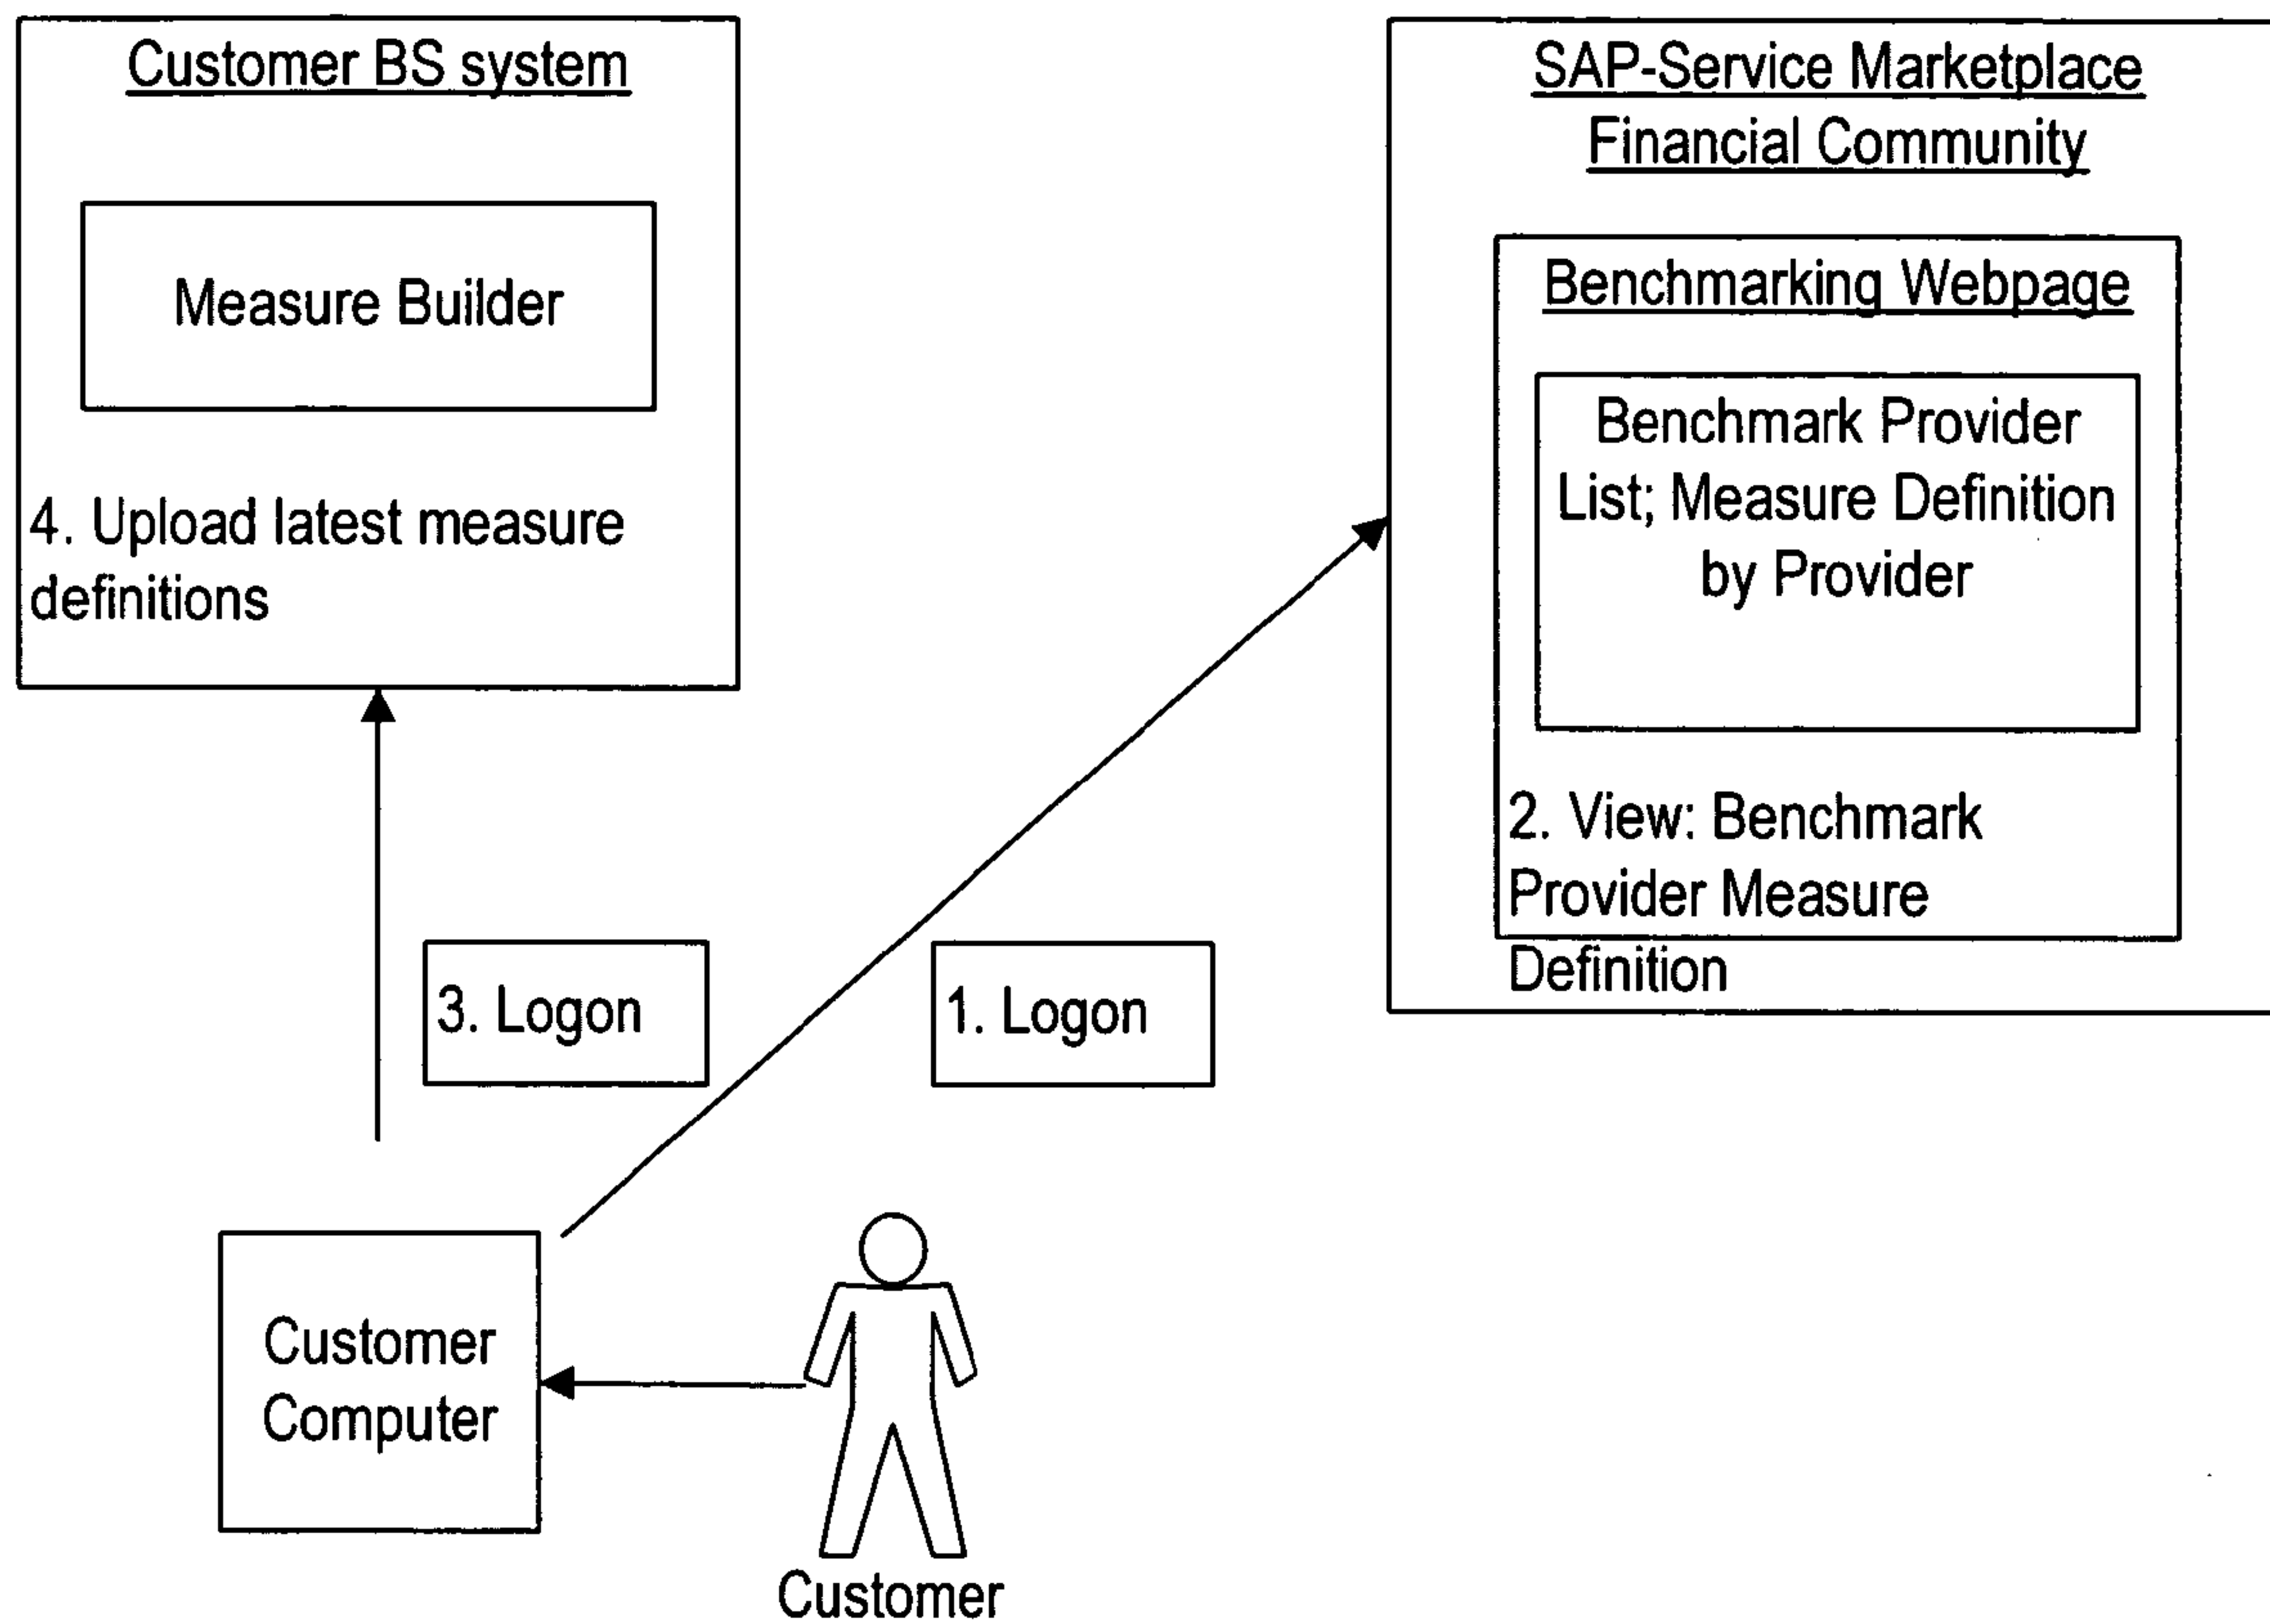 Customer BS system
Measure Builder
4. Upload latest measure
definitions
SAP-Service Marketplace
Financial Community
Benchmarking Webpage
Benchmark Provider
List; Measure Definition
by Provider
2. View: Benchmark
Provider Measure
Definition
3. Logon
1. Logon
Customer
Computer
Customer